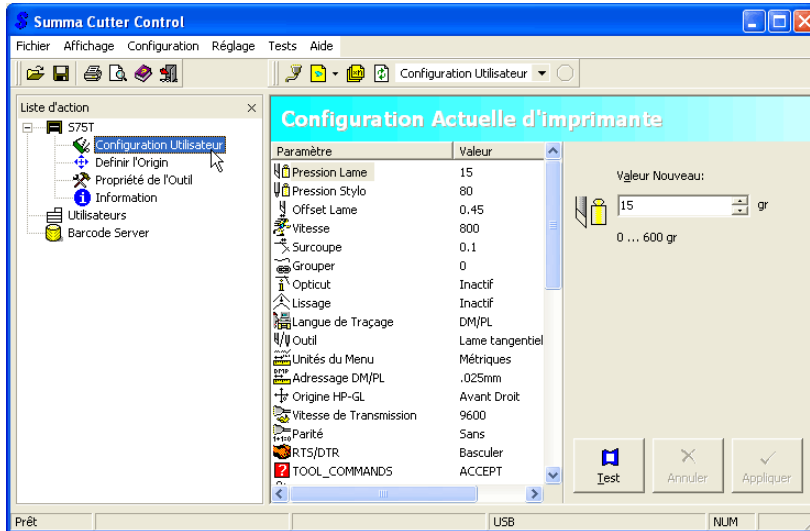 Summa Cutter Control
Fichier Affichage Configuration Réglage Tests Aide
Configuration Utilisateur
Liste d'action
S75T
Configuration Utilisateur
Definir l'Origin
Propriété de l'Outil
Information
Utilisateurs
Barcode Server
Configuration Actuelle d'imprimante
Paramètre Valeur
Pression Lame 15
Pression Stylo 80
Offset Lame 0.45
Vitesse 800
Surcoupe 0.1
Grouper 0
Opticut Inactif
Lissage Inactif
Langue de Traçage DM/PL
Outil Lame tangentiel
Unités du Menu Métriques
Adressage DM/PL .025mm
Origine HP-GL Avant Droit
Vitesse de Transmission 9600
Parité Sans
RTS/DTR Basculer
TOOL_COMMANDS ACCEPT
Valeur Nouveau:
15 gr
0 ... 600 gr
Test Annuler Appliquer
Prêt USB NUM